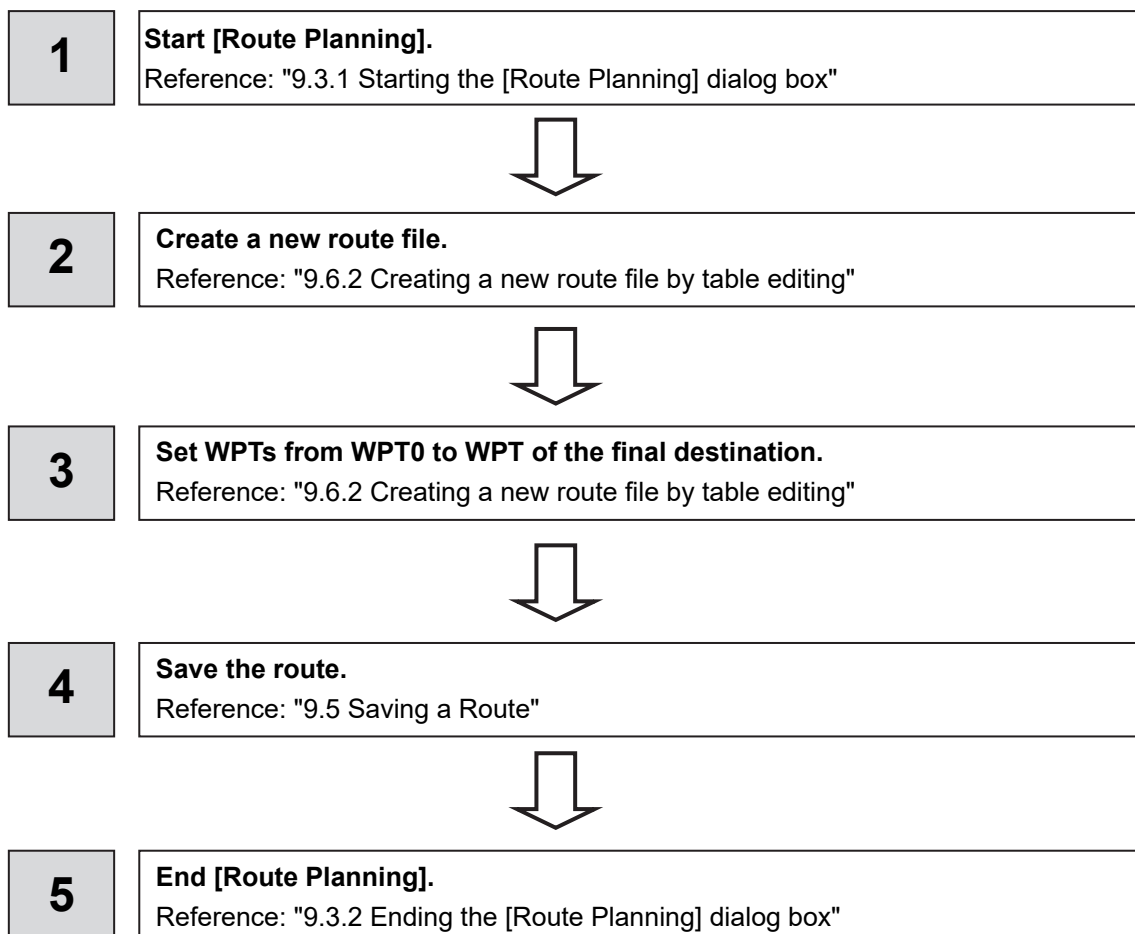 1
Start [Route Planning].
Reference: "9.3.1 Starting the [Route Planning] dialog box"
2
Create a new route file.
Reference: "9.6.2 Creating a new route file by table editing"
3
Set WPTs from WPT0 to WPT of the final destination.
Reference: "9.6.2 Creating a new route file by table editing"
4
Save the route.
Reference: "9.5 Saving a Route"
5
End [Route Planning].
Reference: "9.3.2 Ending the [Route Planning] dialog box"